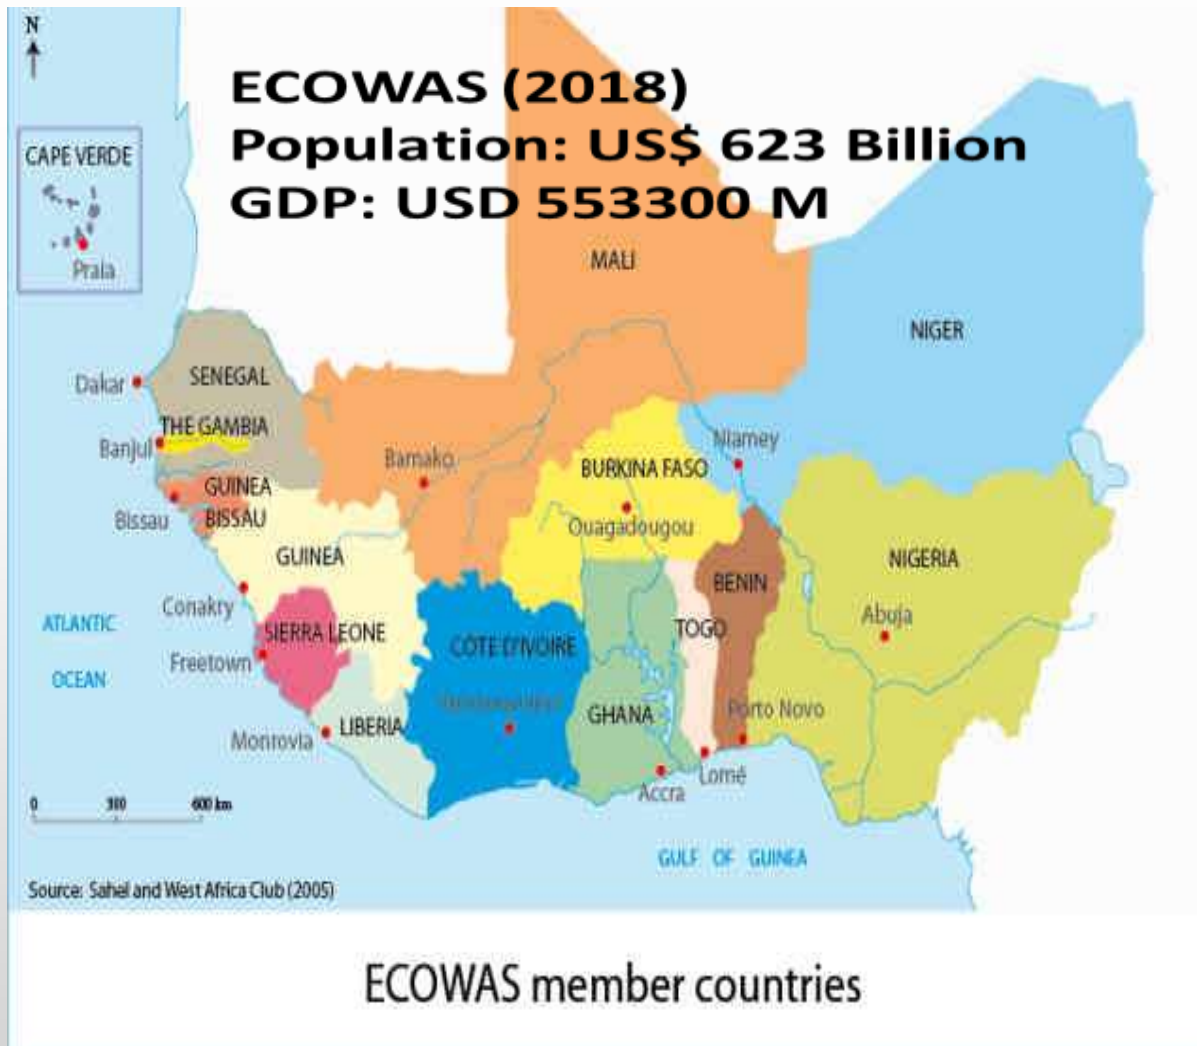 N
ECOWAS (2018)
Population: US$ 623 Billion
GDP: USD 553300 M
CAPE VERDE
Praia
MALI
NIGER
SENEGAL
Dakar
THE GAMBIA
Banjul
Niamey
Bamako
BURKINA FASO
GUINEA
BISSAU
Bissau
Ouagadougou
GUINEA
NIGERIA
BENIN
Conakry
Abuja
ATLANTIC
OCEAN
SIERRA LEONE
TOGO
CÔTE D'IVOIRE
Freetown
GHANA
Porto Novo
LIBERIA
Monrovia
Lomé
Accra
0 300 600 km
GULF OF GUINEA
Source: Sahel and West Africa Club (2005)
ECOWAS member countries